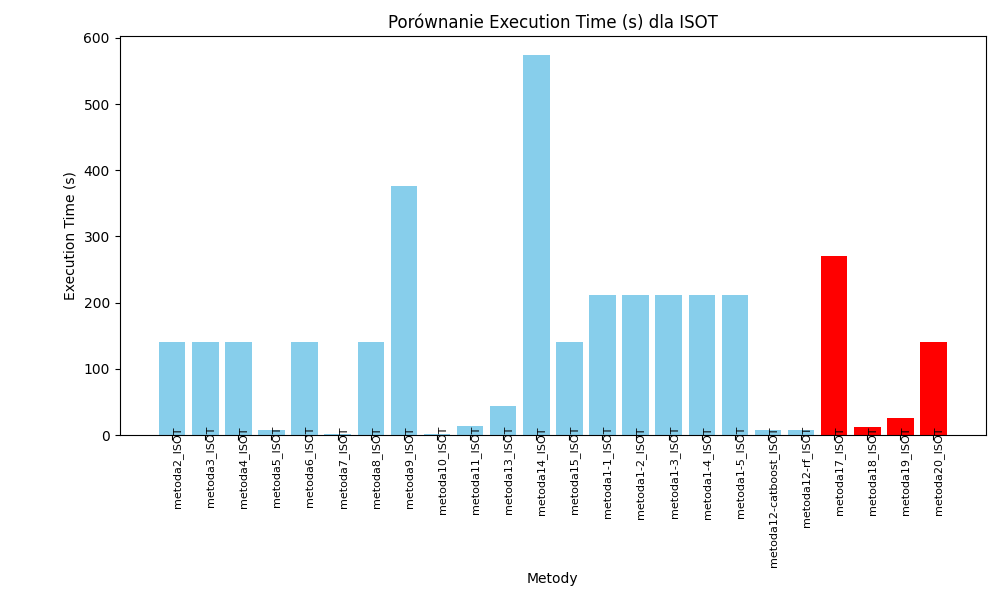 Porównanie Execution Time (s) dla ISOT
600
500
400
300
200
100
0
Execution Time (s)
metoda2_ISOT
metoda3_ISOT
metoda4_ISOT
metoda5_ISOT
metoda6_ISOT
metoda7_ISOT
metoda8_ISOT
metoda9_ISOT
metoda10_ISOT
metoda11_ISOT
metoda13_ISOT
metoda14_ISOT
metoda15_ISOT
metoda1-1_ISOT
metoda1-2_ISOT
metoda1-3_ISOT
metoda1-4_ISOT
metoda1-5_ISOT
metoda12-catboost_ISOT
metoda12-rf_ISOT
metoda17_ISOT
metoda18_ISOT
metoda19_ISOT
metoda20_ISOT
Metody